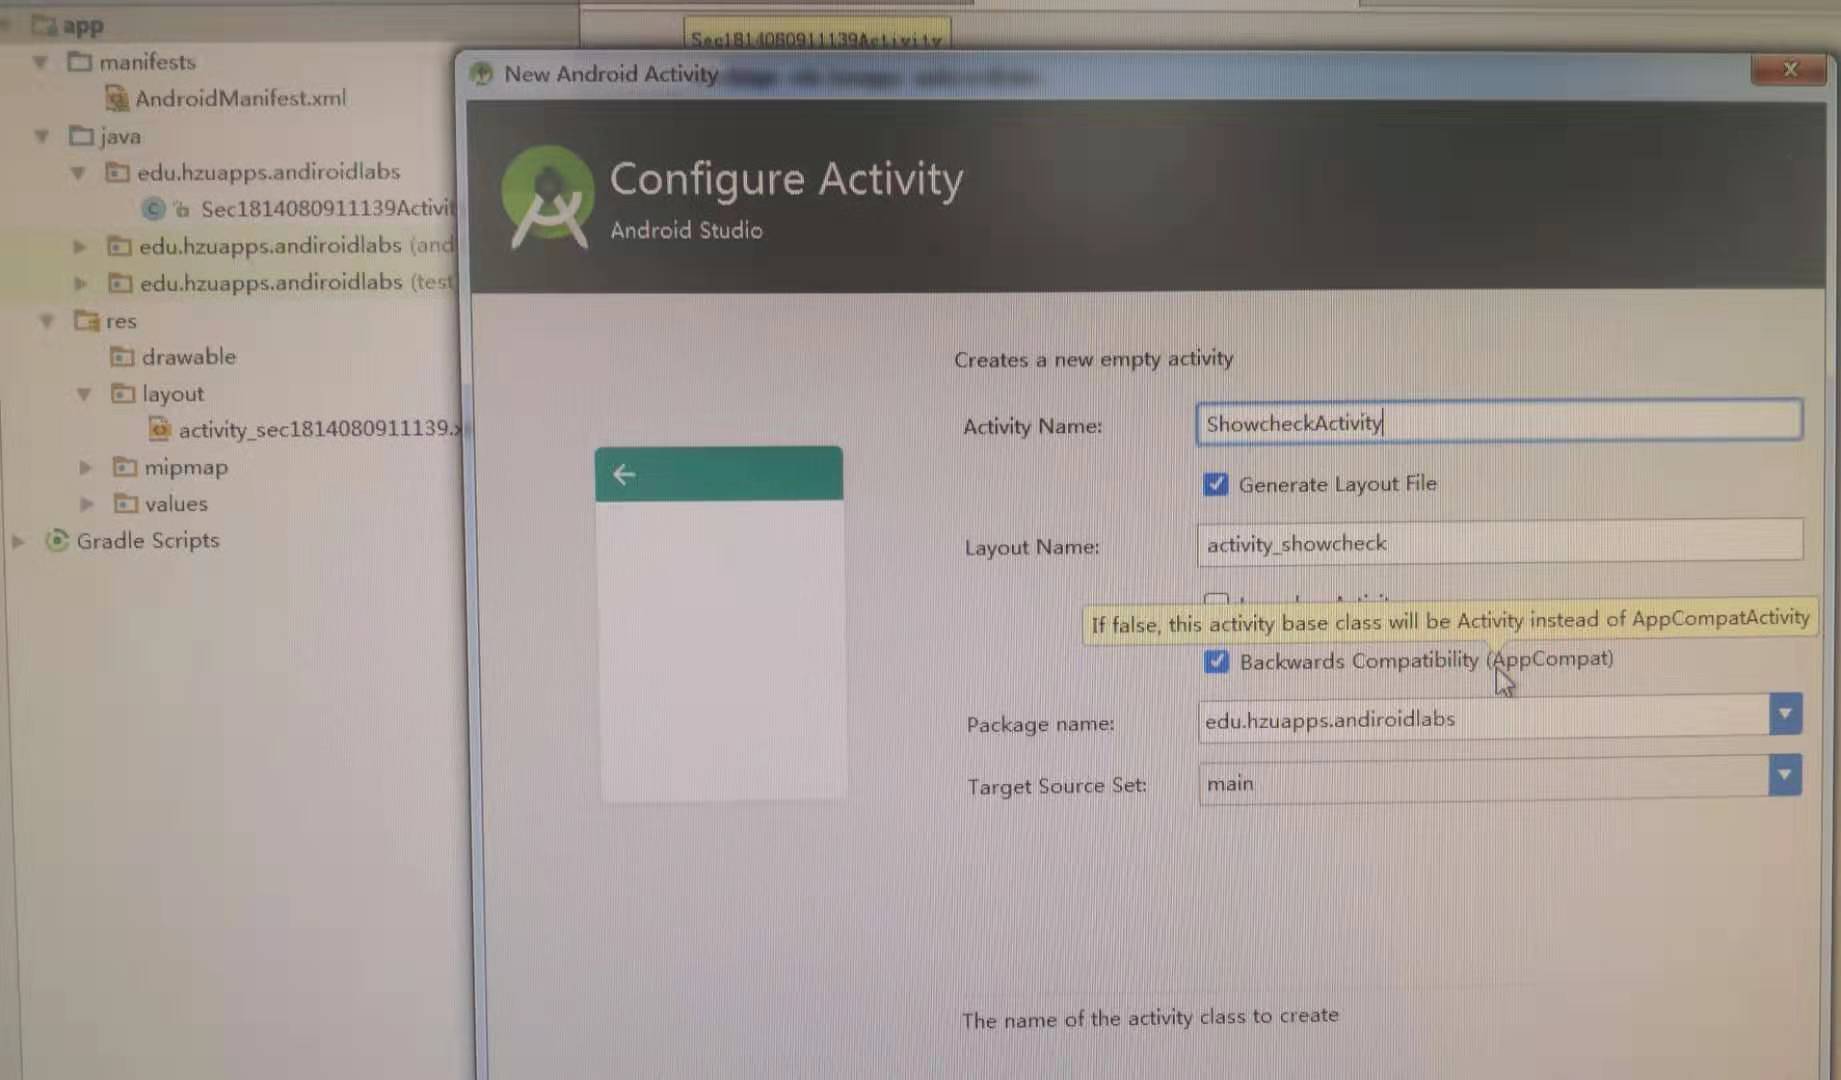 app
manifests
AndroidManifest.xml
java
edu.hzuapps.andiroidlabs
Sec1814080911139Activit
edu.hzuapps.andiroidlabs (and
edu.hzuapps.andiroidlabs (test
res
drawable
layout
activity_sec1814080911139.x
mipmap
values
Gradle Scripts
Sec1814080911139Activity
New Android Activity
Configure Activity
Android Studio
Creates a new empty activity
Activity Name: ShowcheckActivity
Generate Layout File
Layout Name: activity_showcheck
If false, this activity base class will be Activity instead of AppCompatActivity
Backwards Compatibility (AppCompat)
Package name: edu.hzuapps.andiroidlabs
Target Source Set: main
The name of the activity class to create